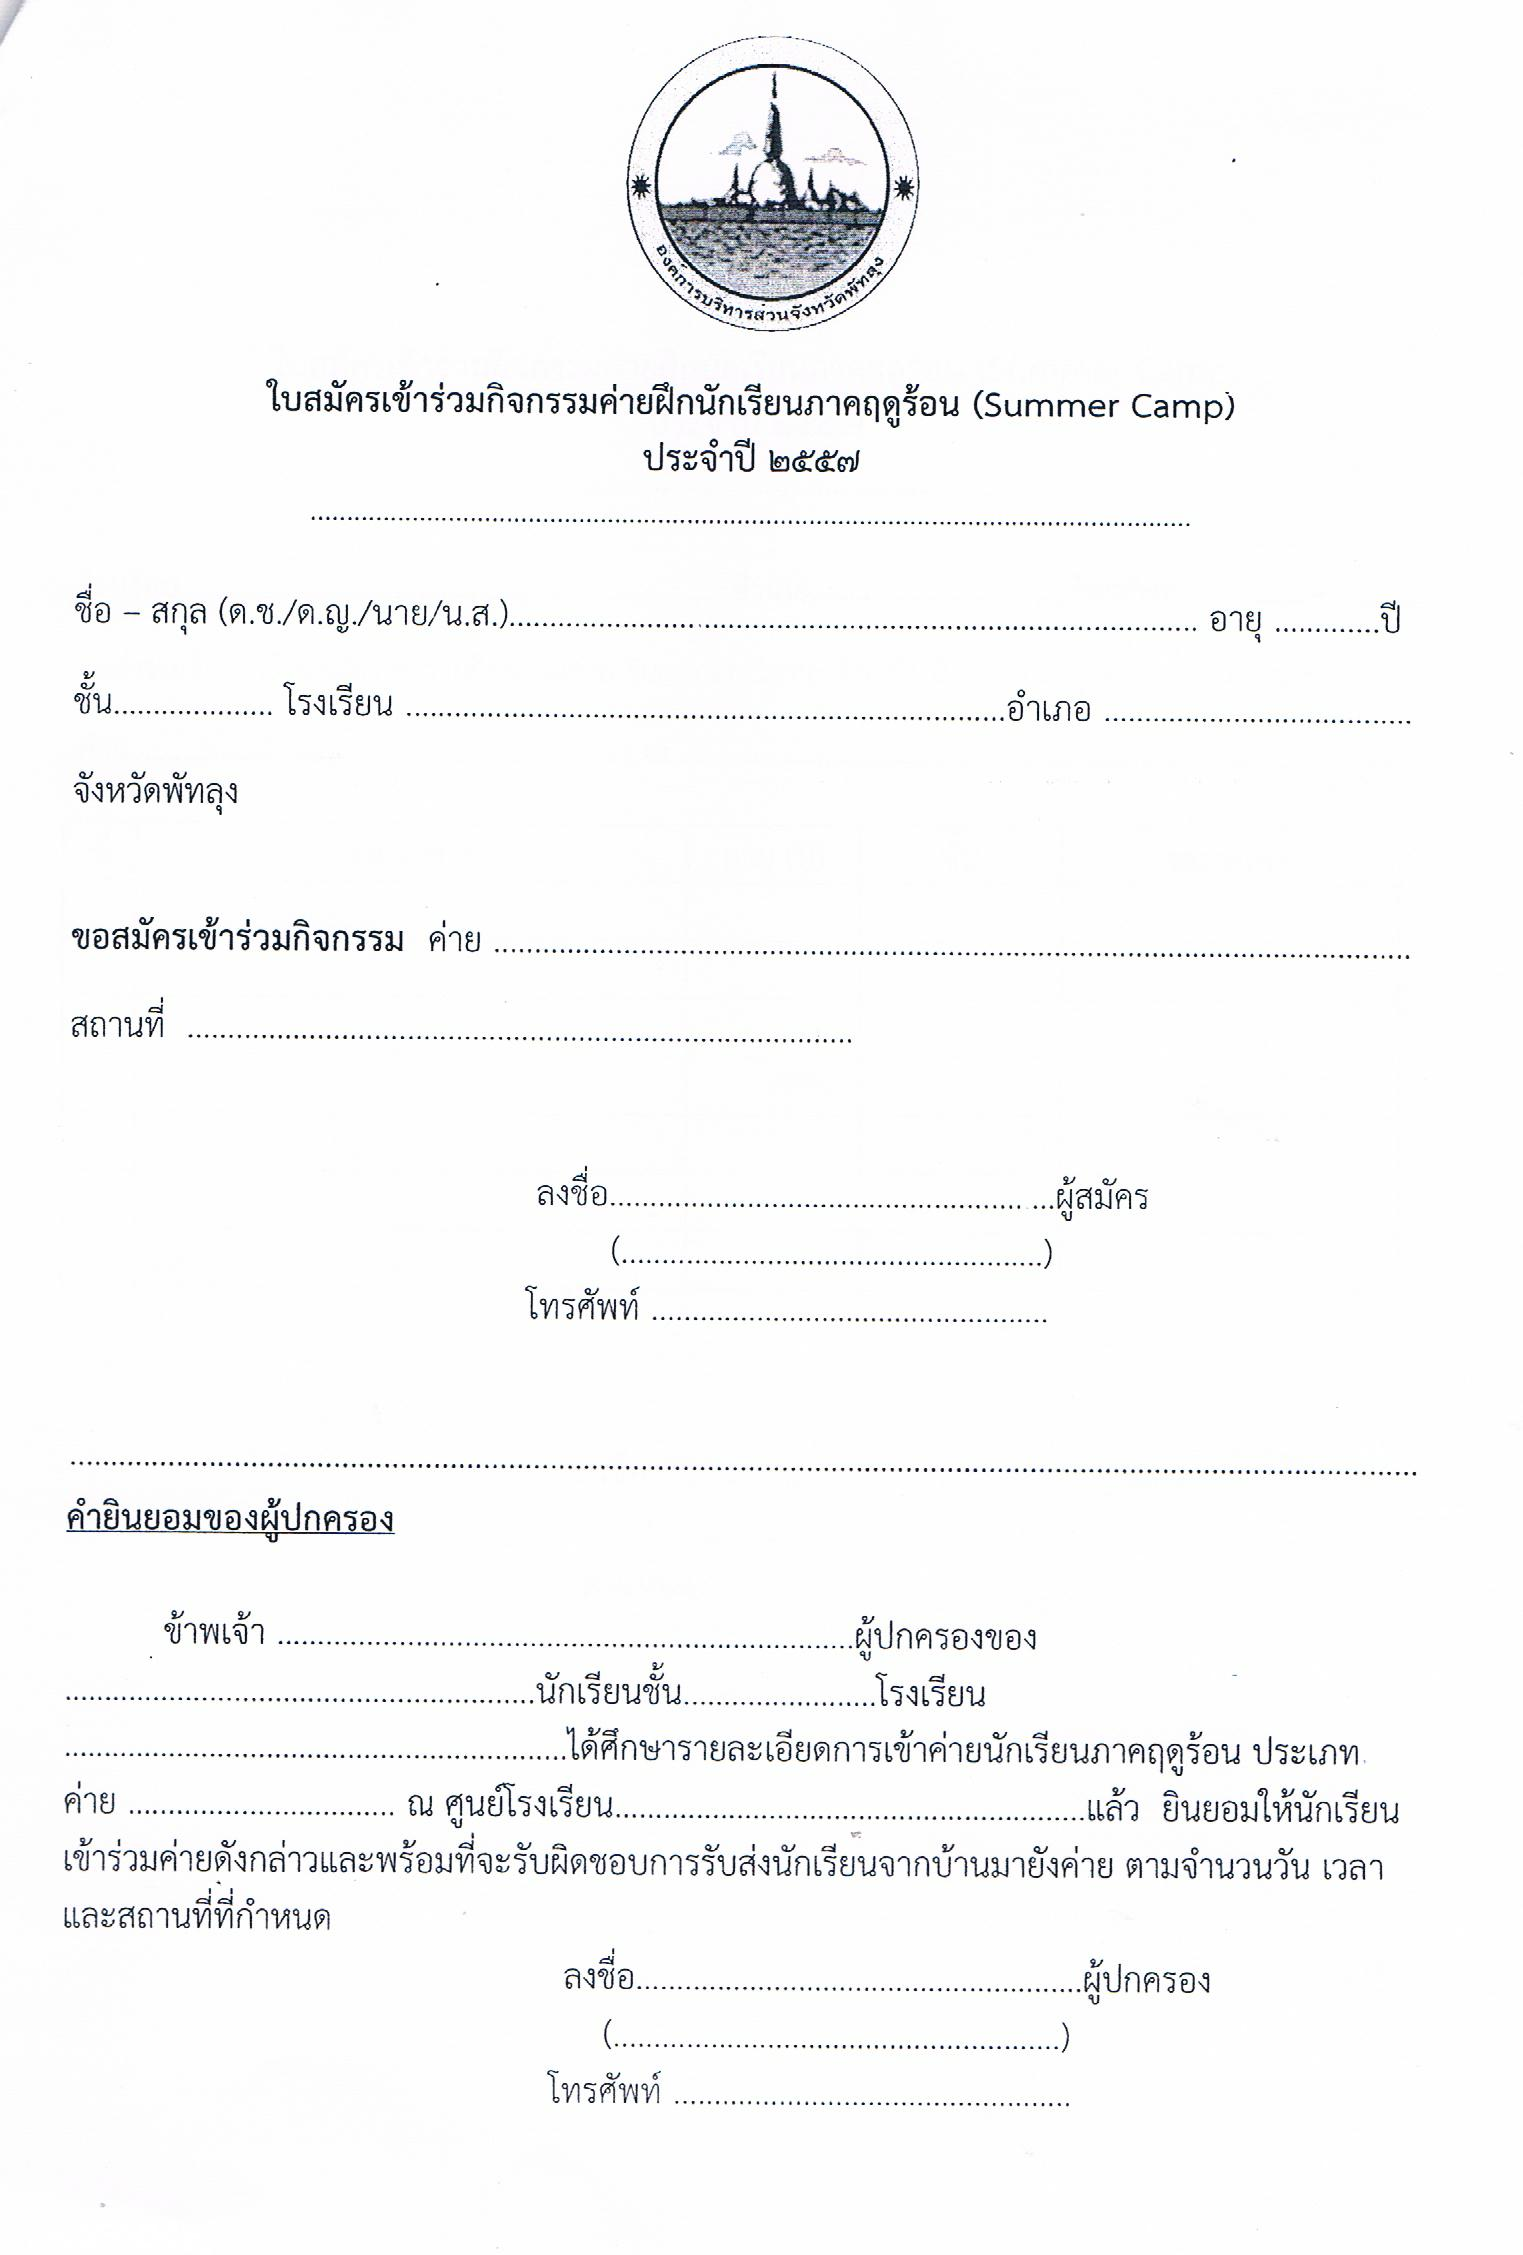 องค์การบริหารส่วนจังหวัดพัทลุง
ใบสมัครเข้าร่วมกิจกรรมค่ายฝึกนักเรียนภาคฤดูร้อน (Summer Camp)
ประจำปี ๒๕๕๗
........................................................................................................................
ชื่อ – สกุล (ด.ช./ด.ญ./นาย/น.ส.)..................................................................................... อายุ .............ปี
ชั้น.................... โรงเรียน ..........................................................................อำเภอ ......................................
จังหวัดพัทลุง
ขอสมัครเข้าร่วมกิจกรรม ค่าย .................................................................................................................
สถานที่ ..................................................................................
ลงชื่อ......................................................ผู้สมัคร
(....................................................)
โทรศัพท์ .................................................
........................................................................................................................................................................
คำยินยอมของผู้ปกครอง
ข้าพเจ้า .......................................................................ผู้ปกครองของ
..........................................................นักเรียนชั้น........................โรงเรียน
..............................................................ได้ศึกษารายละเอียดการเข้าค่ายนักเรียนภาคฤดูร้อน ประเภท
ค่าย ................................. ณ ศูนย์โรงเรียน..........................................................แล้ว ยินยอมให้นักเรียน
เข้าร่วมค่ายดังกล่าวและพร้อมที่จะรับผิดชอบการรับส่งนักเรียนจากบ้านมายังค่าย ตามจำนวนวัน เวลา
และสถานที่ที่กำหนด
ลงชื่อ.......................................................ผู้ปกครอง
(.......................................................)
โทรศัพท์ .................................................